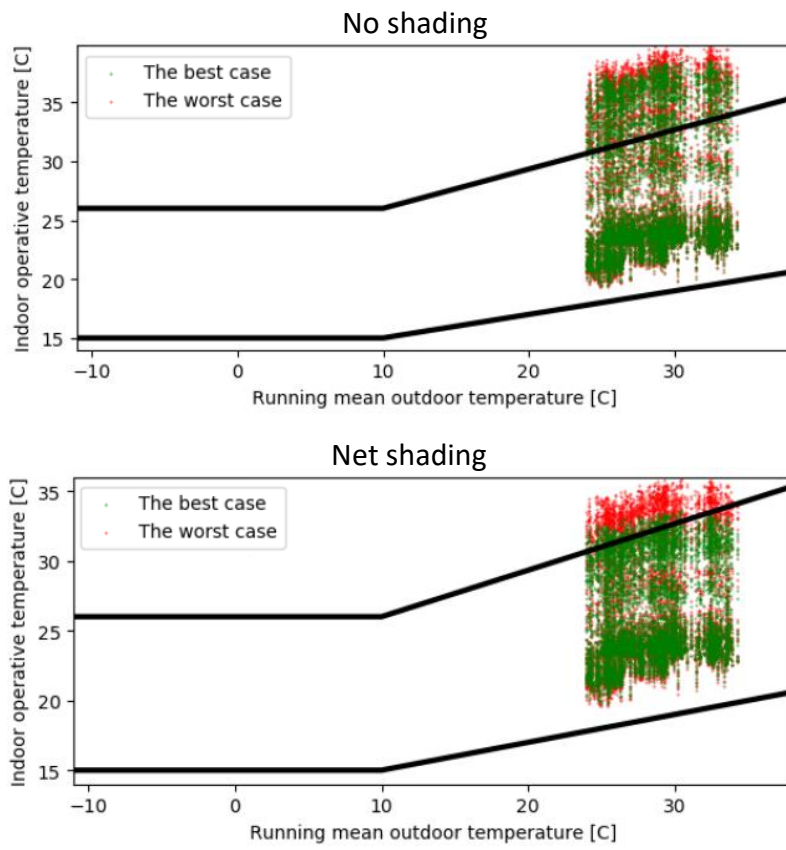 No shading
Indoor operative temperature [C]
35
30
25
20
15
The best case
The worst case
−10
0
10
20
30
Running mean outdoor temperature [C]
Net shading
Indoor operative temperature [C]
35
30
25
20
15
The best case
The worst case
−10
0
10
20
30
Running mean outdoor temperature [C]